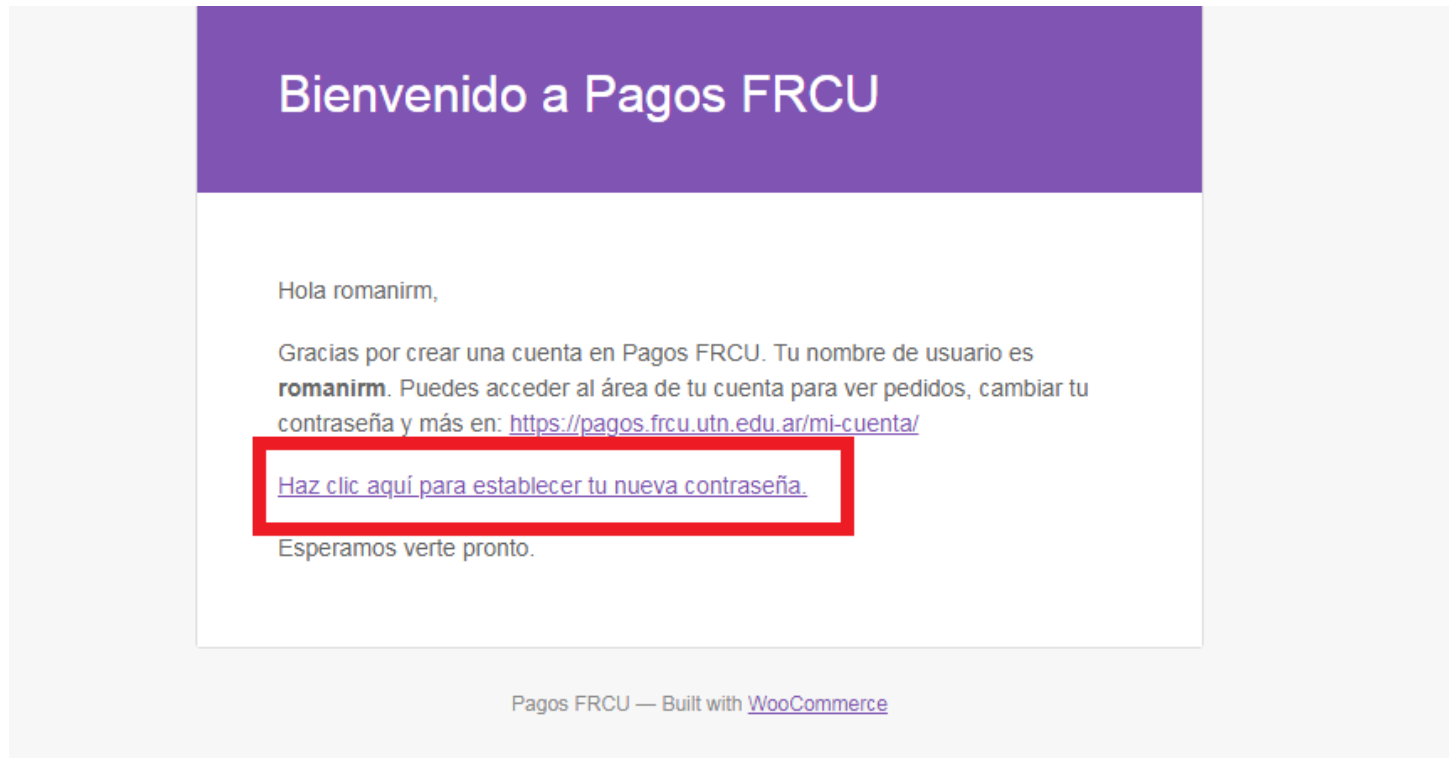 Bienvenido a Pagos FRCU
Hola romanirm,
Gracias por crear una cuenta en Pagos FRCU. Tu nombre de usuario es
romanirm. Puedes acceder al área de tu cuenta para ver pedidos, cambiar tu
contraseña y más en: https://pagos.frcu.utn.edu.ar/mi-cuenta/
Haz clic aquí para establecer tu nueva contraseña.
Esperamos verte pronto.
Pagos FRCU — Built with WooCommerce